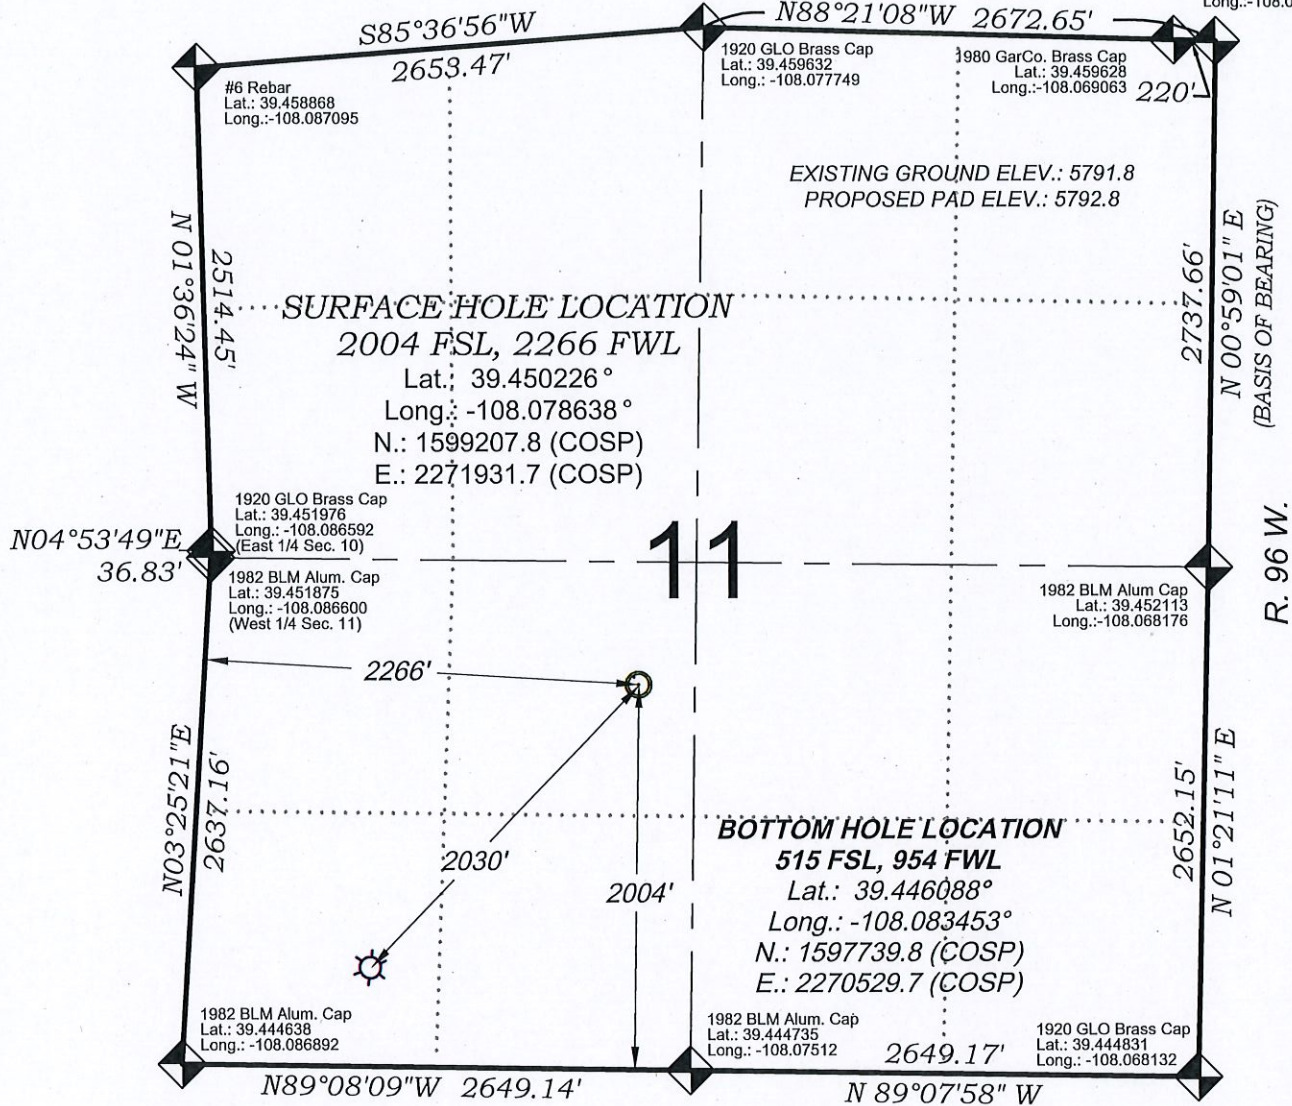 Long.:-108.0
S85°36'56"W
2653.47'
N88°21'08"W 2672.65'
#6 Rebar
Lat.: 39.458868
Long.:-108.087095
1920 GLO Brass Cap
Lat.: 39.459632
Long.: -108.077749
1980 GarCo. Brass Cap
Lat.: 39.459628
Long.:-108.069063
220'
EXISTING GROUND ELEV.: 5791.8
PROPOSED PAD ELEV.: 5792.8
N 01°36'24" W
2514.45'
SURFACE HOLE LOCATION
2004 FSL, 2266 FWL
Lat.: 39.450226°
Long.: -108.078638°
N.: 1599207.8 (COSP)
E.: 2271931.7 (COSP)
2737.66'
N 00°59'01" E
(BASIS OF BEARING)
R. 96 W.
N04°53'49"E
36.83'
1920 GLO Brass Cap
Lat.: 39.451976
Long.: -108.086592
(East 1/4 Sec. 10)
1982 BLM Alum. Cap
Lat.: 39.451875
Long.: -108.086600
(West 1/4 Sec. 11)
11
1982 BLM Alum Cap
Lat.: 39.452113
Long.:-108.068176
2266'
N03°25'21"E
2637.16'
2030'
2004'
BOTTOM HOLE LOCATION
515 FSL, 954 FWL
Lat.: 39.446088°
Long.: -108.083453°
N.: 1597739.8 (COSP)
E.: 2270529.7 (COSP)
2652.15'
N 01°21'11" E
1982 BLM Alum. Cap
Lat.: 39.444638
Long.: -108.086892
1982 BLM Alum. Cap
Lat.: 39.444735
Long.: -108.07512
1920 GLO Brass Cap
Lat.: 39.444831
Long.: -108.068132
N89°08'09"W 2649.14'
2649.17'
N 89°07'58" W